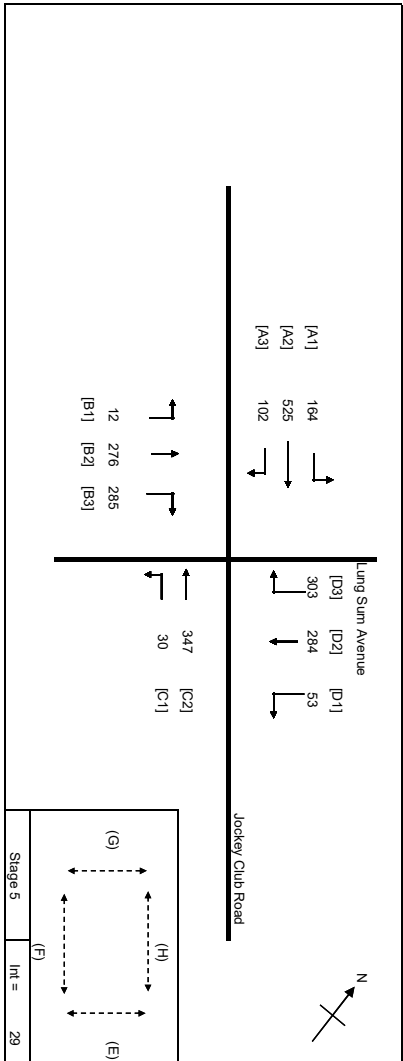 Lung Sum Avenue
N
[D3] [D2] [D1]
303 284 53
[A1] 164
[A2] 525
[A3] 102
Jockey Club Road
347 [C2]
30 [C1]
12 276 285
[B1] [B2] [B3]
(H)
(G) (E)
(F)
Stage 5 Int = 29